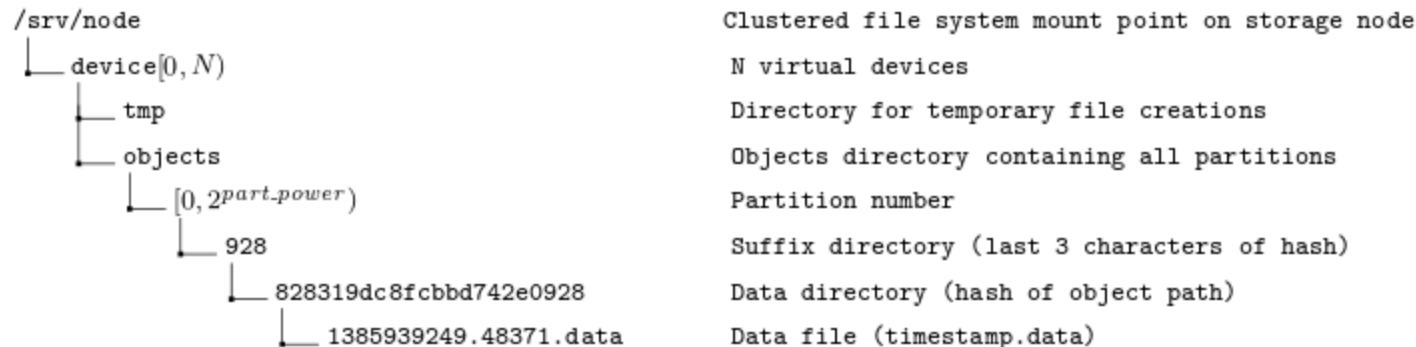 /srv/node Clustered file system mount point on storage node
device[0, N) N virtual devices
tmp Directory for temporary file creations
objects Objects directory containing all partitions
[0, 2^part_power) Partition number
928 Suffix directory (last 3 characters of hash)
828319dc8fcbbd742e0928 Data directory (hash of object path)
1385939249.48371.data Data file (timestamp.data)